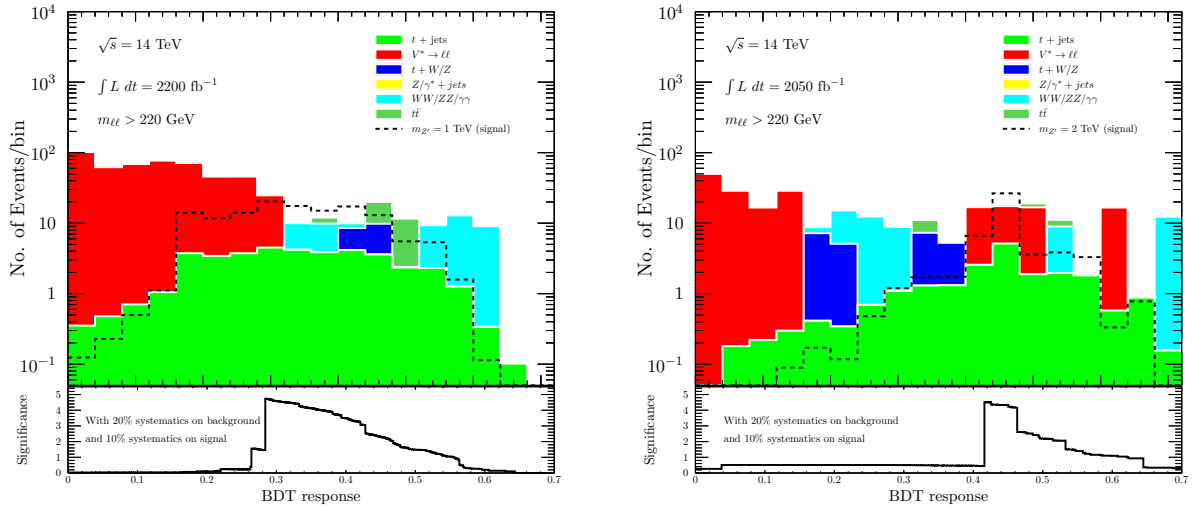 No. of Events/bin
10^4
10^3
10^2
10
1
10^{-1}
√s = 14 TeV
∫ L dt = 2200 fb^{-1}
m_{ℓℓ} > 220 GeV
t + jets
V* → ℓℓ
t + W/Z
Z/γ* + jets
WW/ZZ/γγ
tt̄
m_{Z′} = 1 TeV (signal)
Significance
5
4
3
2
1
0
With 20% systematics on background
and 10% systematics on signal
0 0.1 0.2 0.3 0.4 0.5 0.6 0.7
BDT response
No. of Events/bin
10^4
10^3
10^2
10
1
10^{-1}
√s = 14 TeV
∫ L dt = 2050 fb^{-1}
m_{ℓℓ} > 220 GeV
t + jets
V* → ℓℓ
t + W/Z
Z/γ* + jets
WW/ZZ/γγ
tt̄
m_{Z′} = 2 TeV (signal)
Significance
5
4
3
2
1
0
With 20% systematics on background
and 10% systematics on signal
0 0.1 0.2 0.3 0.4 0.5 0.6 0.7
BDT response